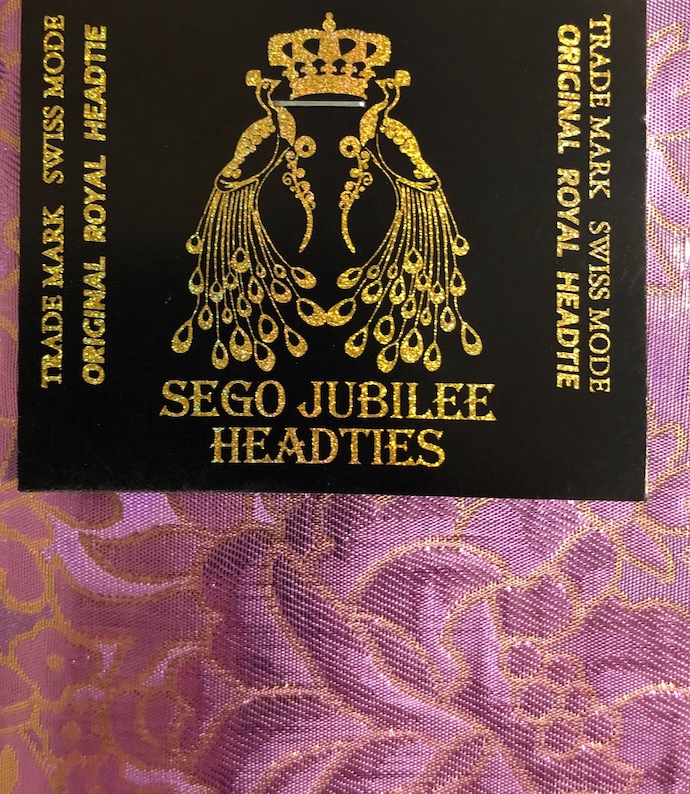 TRADE MARK SWISS MODE
ORIGINAL ROYAL HEADTIE
SEGO JUBILEE
HEADTIES
TRADE MARK SWISS MODE
ORIGINAL ROYAL HEADTIE